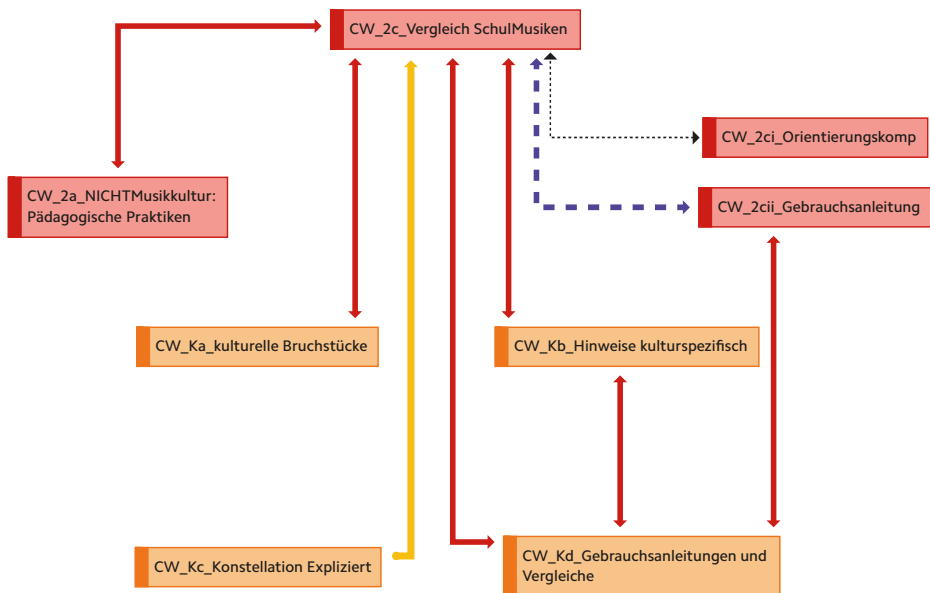 CW_2c_Vergleich SchulMusiken
CW_2ci_Orientierungskomp
CW_2a_NICHTMusikkultur:
Pädagogische Praktiken
CW_2cii_Gebrauchsanleitung
CW_Ka_kulturelle Bruchstücke
CW_Kb_Hinweise kulturspezifisch
CW_Kc_Konstellation Expliziert
CW_Kd_Gebrauchsanleitungen und
Vergleiche